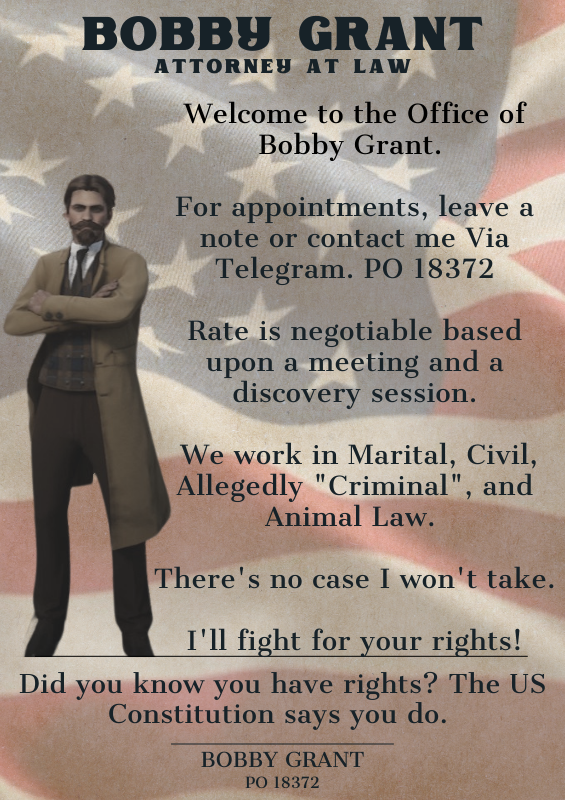 BOBBY GRANT
ATTORNEY AT LAW
Welcome to the Office of
Bobby Grant.
For appointments, leave a
note or contact me Via
Telegram. PO 18372
Rate is negotiable based
upon a meeting and a
discovery session.
We work in Marital, Civil,
Allegedly "Criminal", and
Animal Law.
There's no case I won't take.
I'll fight for your rights!
Did you know you have rights? The US
Constitution says you do.
BOBBY GRANT
PO 18372